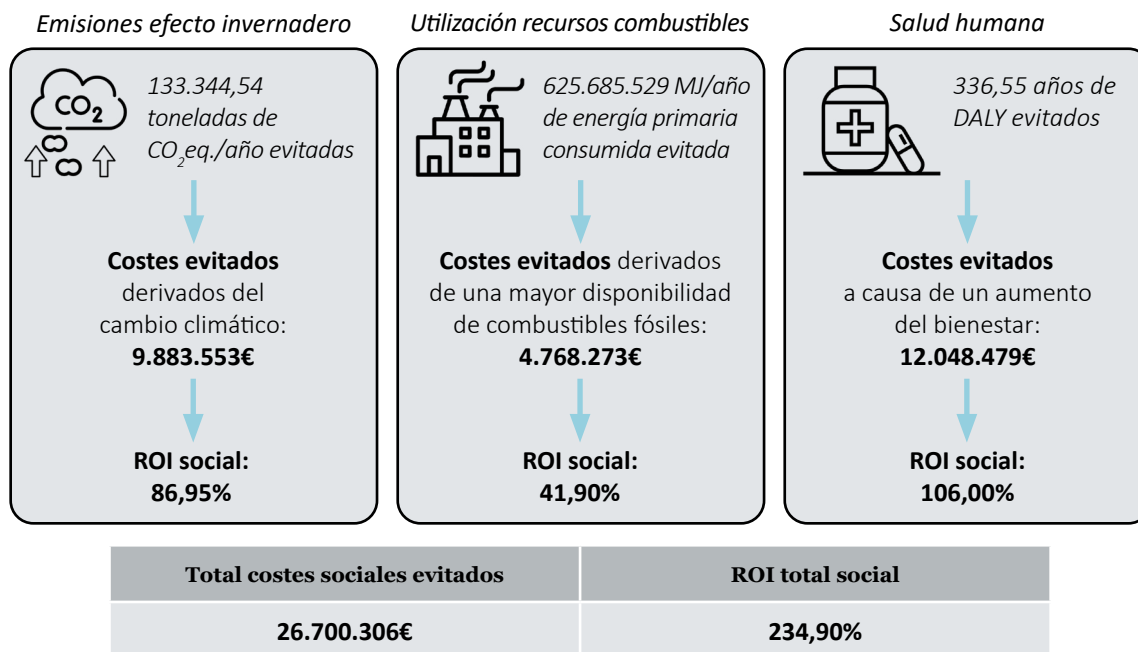 Emisiones efecto invernadero
CO2
133.344,54
toneladas de
CO2eq./año evitadas
Costes evitados
derivados del
cambio climático:
9.883.553€
ROI social:
86,95%
Utilización recursos combustibles
625.685.529 MJ/año
de energía primaria
consumida evitada
Costes evitados derivados
de una mayor disponibilidad
de combustibles fósiles:
4.768.273€
ROI social:
41,90%
Salud humana
336,55 años de
DALY evitados
Costes evitados
a causa de un aumento
del bienestar:
12.048.479€
ROI social:
106,00%
Total costes sociales evitados
ROI total social
26.700.306€
234,90%